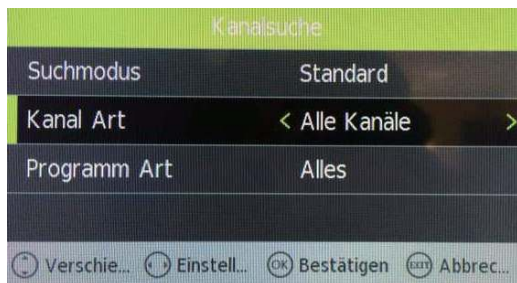 Kanalsuche
Suchmodus Standard
Kanal Art < Alle Kanäle >
Programm Art Alles
Verschie... Einstell... OK Bestätigen EXIT Abbrec...